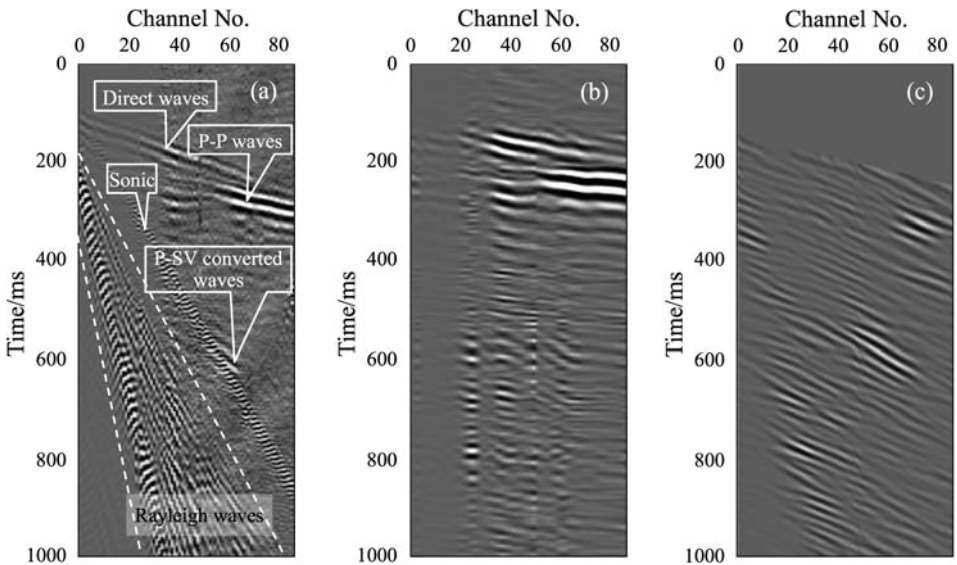 Channel No.
Channel No.
Channel No.
0 20 40 60 80
0 20 40 60 80
0 20 40 60 80
0
200
400
600
800
1000
Time/ms
(a)
Direct waves
P-P waves
Sonic
P-SV converted
waves
Rayleigh waves
0
200
400
600
800
1000
Time/ms
(b)
0
200
400
600
800
1000
Time/ms
(c)